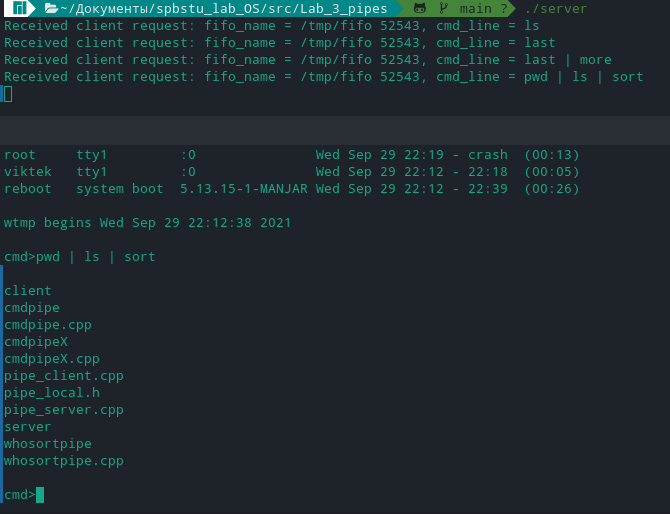 ~/Документы/spbstu_lab_OS/src/Lab_3_pipes main ? ./server
Received client request: fifo_name = /tmp/fifo 52543, cmd_line = ls
Received client request: fifo_name = /tmp/fifo 52543, cmd_line = last
Received client request: fifo_name = /tmp/fifo 52543, cmd_line = last | more
Received client request: fifo_name = /tmp/fifo 52543, cmd_line = pwd | ls | sort
root     tty1         :0               Wed Sep 29 22:19 - crash  (00:13)
viktek   tty1         :0               Wed Sep 29 22:12 - 22:18  (00:05)
reboot   system boot  5.13.15-1-MANJAR Wed Sep 29 22:12 - 22:39  (00:26)
wtmp begins Wed Sep 29 22:12:38 2021
cmd>pwd | ls | sort
client
cmdpipe
cmdpipe.cpp
cmdpipeX
cmdpipeX.cpp
pipe_client.cpp
pipe_local.h
pipe_server.cpp
server
whosortpipe
whosortpipe.cpp
cmd>